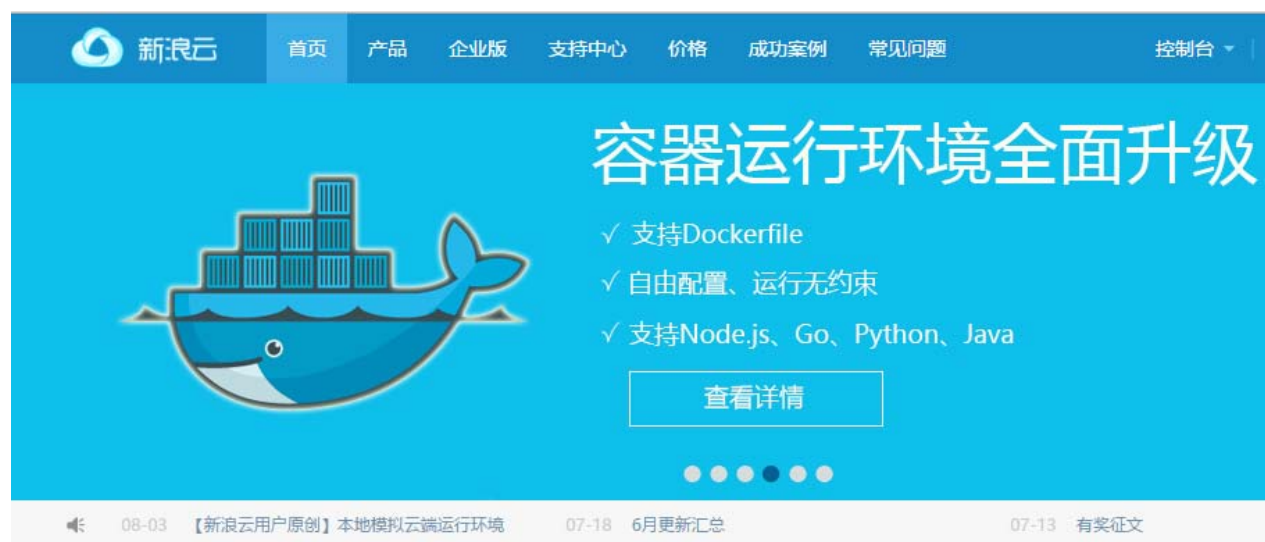 新浪云 首页 产品 企业版 支持中心 价格 成功案例 常见问题 控制台
容器运行环境全面升级
√ 支持Dockerfile
√ 自由配置、运行无约束
√ 支持Node.js、Go、Python、Java
查看详情
08-03 【新浪云用户原创】本地模拟云端运行环境 07-18 6月更新汇总 07-13 有奖征文